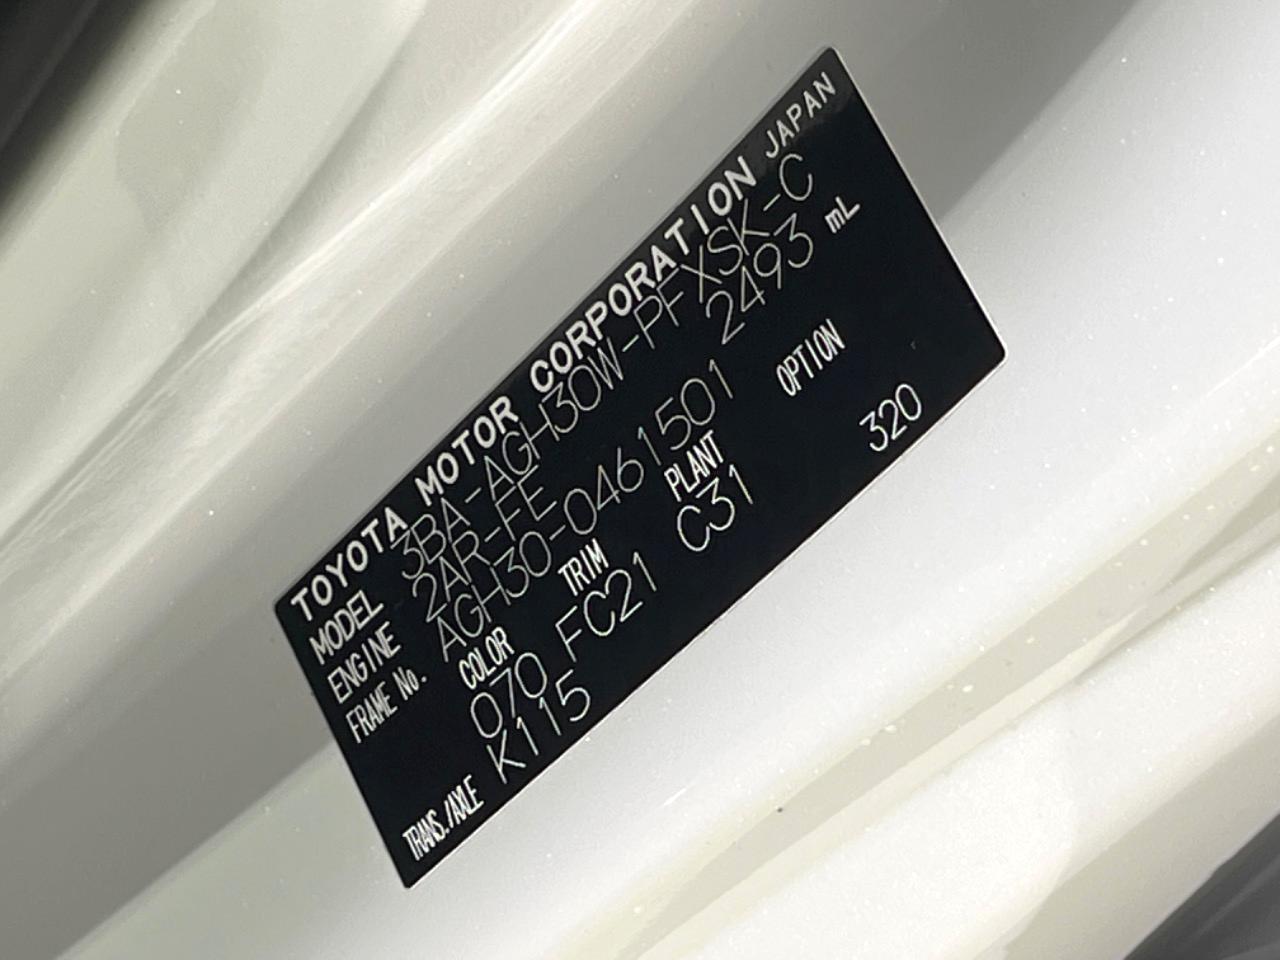 TOYOTA MOTOR CORPORATION JAPAN
MODEL 3BA-AGH30W-PFXSK-C
ENGINE 2AR-FE 2493 mL
FRAME No. AGH30-0461501
COLOR TRIM PLANT OPTION
070 FC21 C31 320
TRANS./AXLE K115